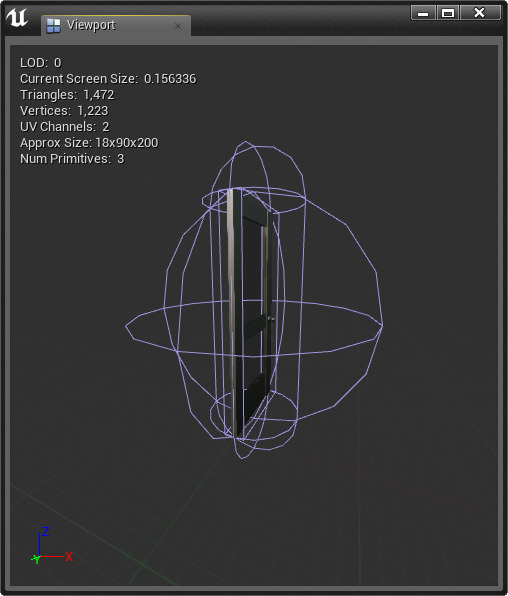 Viewport
LOD: 0
Current Screen Size: 0.156336
Triangles: 1,472
Vertices: 1,223
UV Channels: 2
Approx Size: 18x90x200
Num Primitives: 3
Z
X
Y